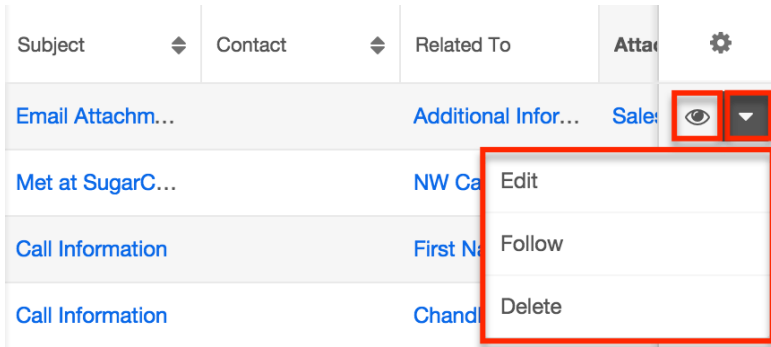 Subject Contact Related To Attac
Email Attachm... Additional Infor... Sales
Met at SugarC... NW Ca
Edit
Call Information First Na
Follow
Call Information Chandl
Delete